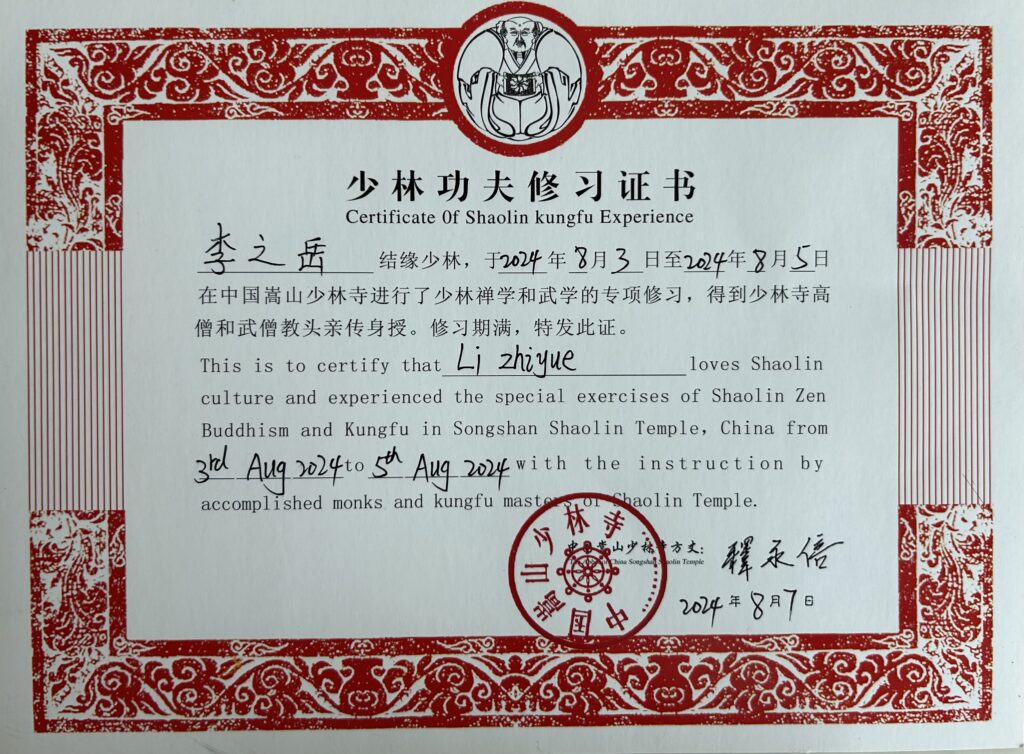 少林功夫修习证书
Certificate Of Shaolin kungfu Experience
李之岳 结缘少林，于2024年8月3日至2024年8月5日
在中国嵩山少林寺进行了少林禅学和武学的专项修习，得到少林寺高
僧和武僧教头亲传身授。修习期满，特发此证。
This is to certify that Li zhiyue loves Shaolin
culture and experienced the special exercises of Shaolin Zen
Buddhism and Kungfu in Songshan Shaolin Temple, China from
3rd Aug 2024 to 5th Aug 2024 with the instruction by
accomplished monks and kungfu masters of Shaolin Temple.
中国嵩山少林寺
中国嵩山少林寺方丈：釋永信
China Songshan Shaolin Temple
2024年8月7日